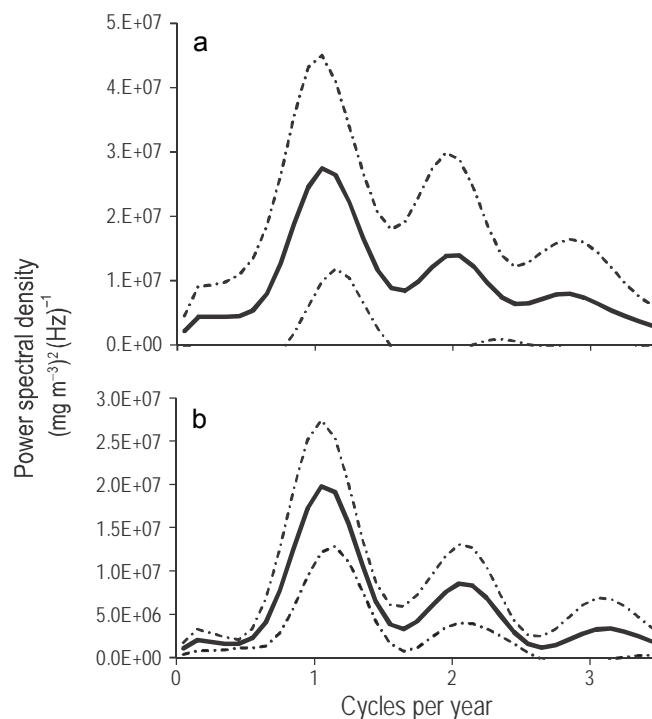 a
5.E+07
4.E+07
3.E+07
2.E+07
1.E+07
0.E+00
Power spectral density
(mg m⁻³)² (Hz)⁻¹
b
3.0E+07
2.5E+07
2.0E+07
1.5E+07
1.0E+07
5.0E+06
0.0E+00
0 1 2 3
Cycles per year